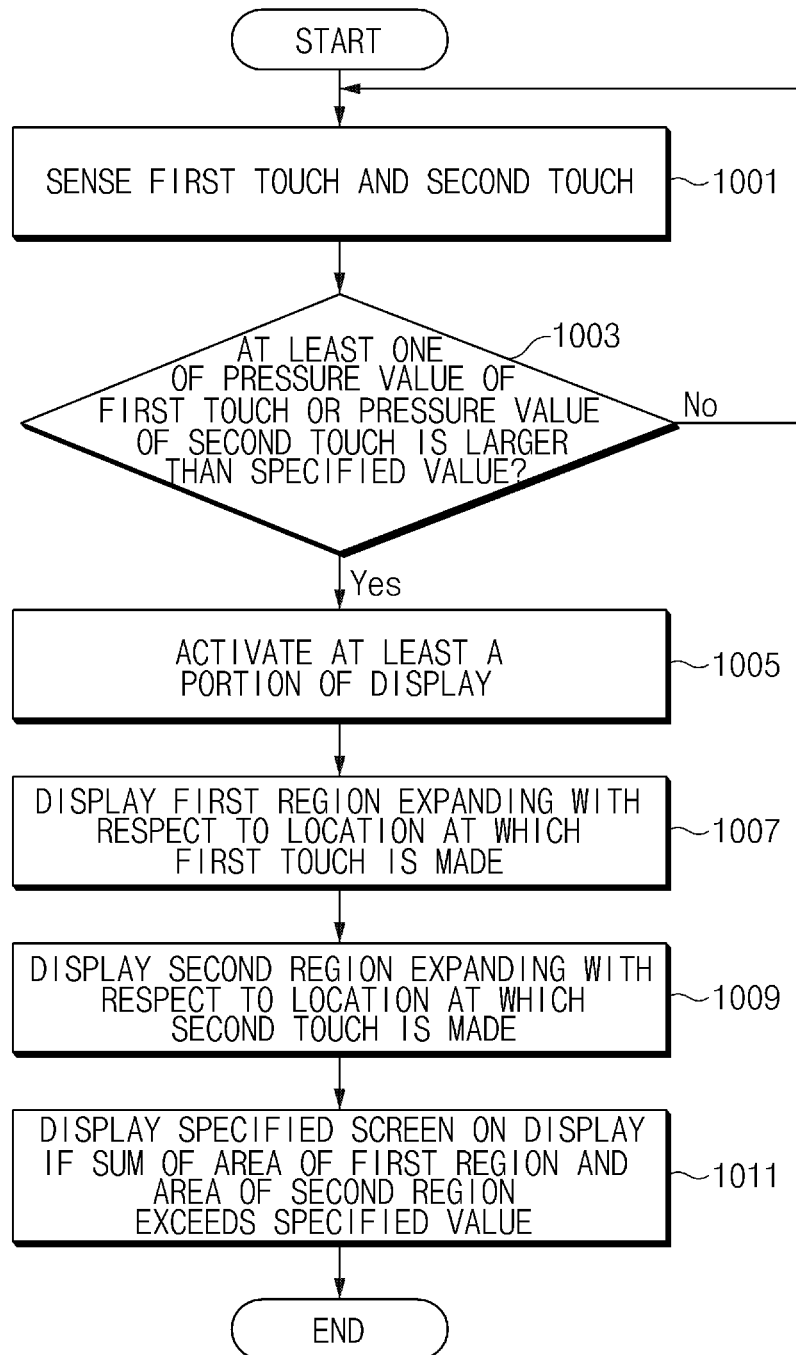 START
SENSE FIRST TOUCH AND SECOND TOUCH
1001
1003
AT LEAST ONE
OF PRESSURE VALUE OF
FIRST TOUCH OR PRESSURE VALUE
OF SECOND TOUCH IS LARGER
THAN SPECIFIED VALUE?
No
Yes
ACTIVATE AT LEAST A
PORTION OF DISPLAY
1005
DISPLAY FIRST REGION EXPANDING WITH
RESPECT TO LOCATION AT WHICH
FIRST TOUCH IS MADE
1007
DISPLAY SECOND REGION EXPANDING WITH
RESPECT TO LOCATION AT WHICH
SECOND TOUCH IS MADE
1009
DISPLAY SPECIFIED SCREEN ON DISPLAY
IF SUM OF AREA OF FIRST REGION AND
AREA OF SECOND REGION
EXCEEDS SPECIFIED VALUE
1011
END